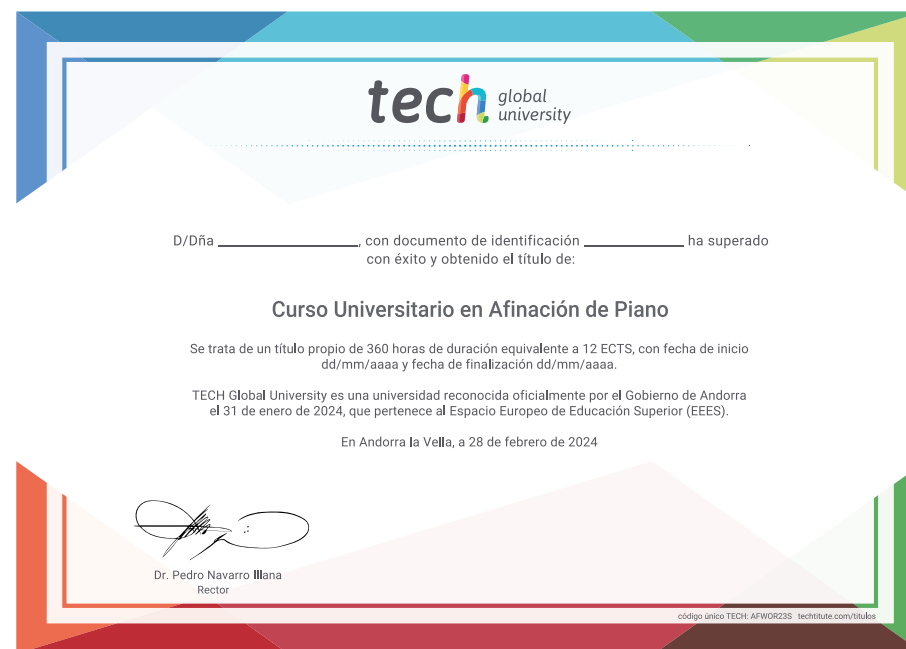 tech global university
D/Dña ____________________, con documento de identificación ______________ ha superado
con éxito y obtenido el título de:
Curso Universitario en Afinación de Piano
Se trata de un título propio de 360 horas de duración equivalente a 12 ECTS, con fecha de inicio
dd/mm/aaaa y fecha de finalización dd/mm/aaaa.
TECH Global University es una universidad reconocida oficialmente por el Gobierno de Andorra
el 31 de enero de 2024, que pertenece al Espacio Europeo de Educación Superior (EEES).
En Andorra la Vella, a 28 de febrero de 2024
Dr. Pedro Navarro Illana
Rector
código único TECH: AFWOR23S techtitute.com/titulos